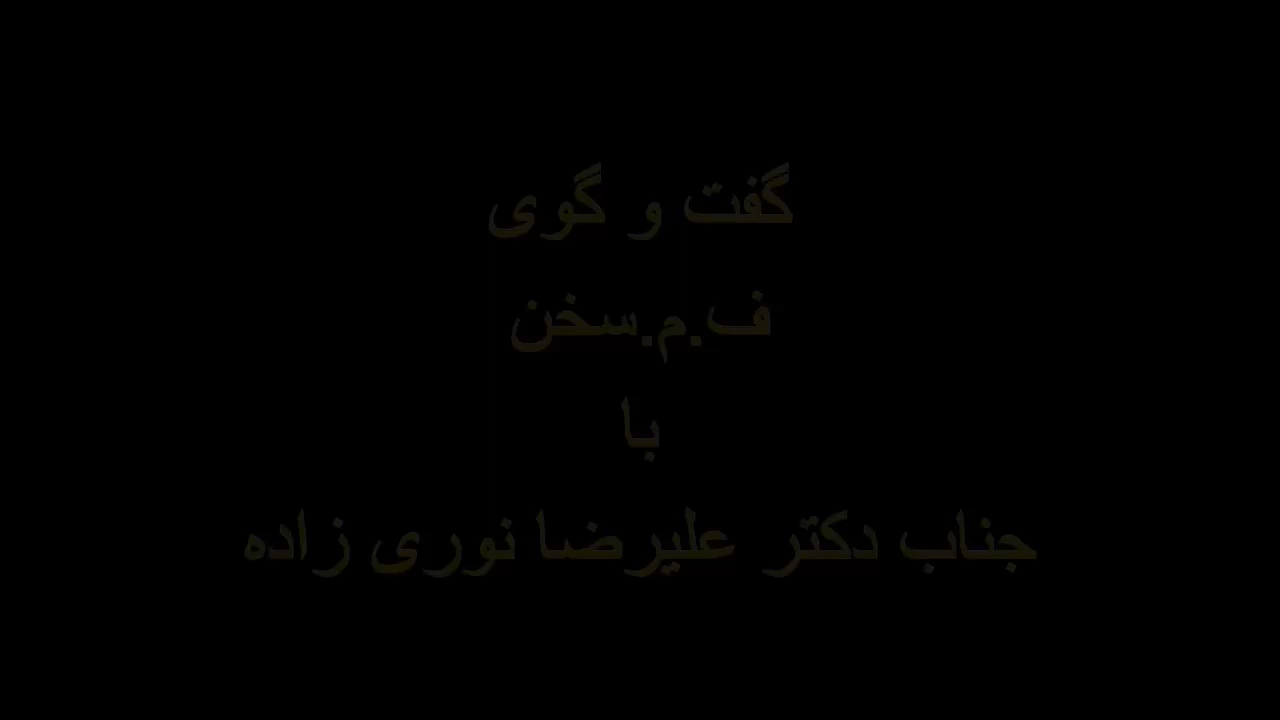 گفت و گوی
ف.م.سخن
با
جناب دکتر علیرضا نوری زاده